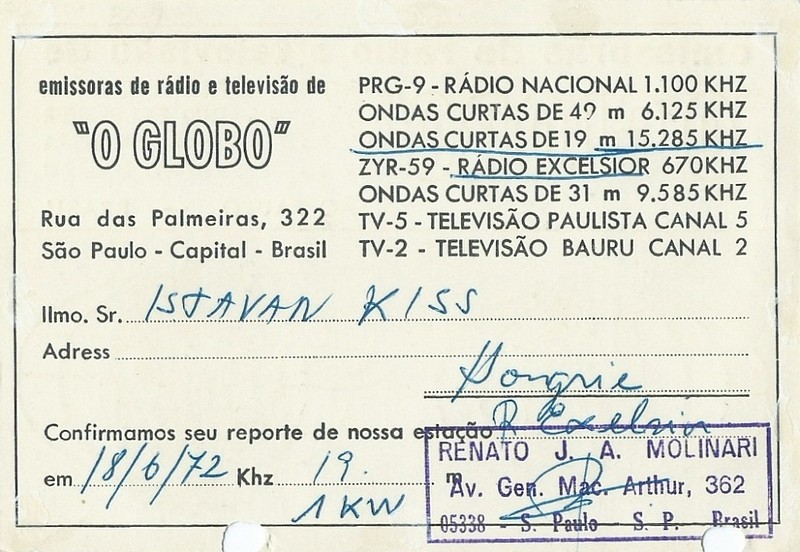 emissoras de rádio e televisão de
"O GLOBO"
Rua das Palmeiras, 322
São Paulo - Capital - Brasil
PRG-9 - RÁDIO NACIONAL 1.100 KHZ
ONDAS CURTAS DE 49 m 6.125 KHZ
ONDAS CURTAS DE 19 m 15.285 KHZ
ZYR-59 - RÁDIO EXCELSIOR 670 KHZ
ONDAS CURTAS DE 31 m 9.585 KHZ
TV-5 - TELEVISÃO PAULISTA CANAL 5
TV-2 - TELEVISÃO BAURU CANAL 2
Ilmo. Sr. ISTAVAN KISS
Adress
Hongrie
Confirmamos seu reporte de nossa estação R Excelsior
em 18/6/72 Khz 19. m
1 KW
RENATO J. A. MOLINARI
Av. Gen. Mac. Arthur, 362
05338 - S. Paulo - S. P. - Brasil